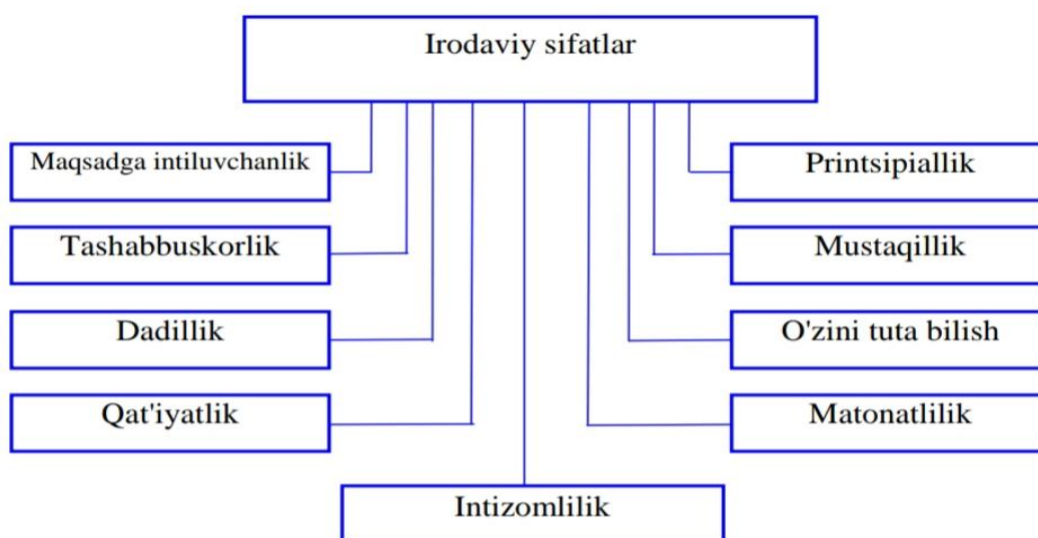 Irodaviy sifatlar
Maqsadga intiluvchanlik
Printsipiallik
Tashabbuskorlik
Mustaqillik
Dadillik
O'zini tuta bilish
Qat'iyatlik
Matonatlilik
Intizomlilik